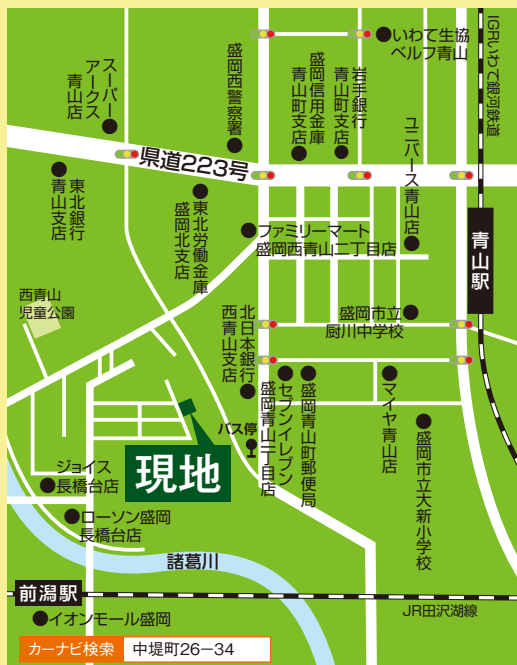 いわて生協
ベルフ青山
IGRいわて銀河鉄道
スーパー
アークス
青山店
盛岡西警察署
盛岡信用金庫
青山町支店
岩手銀行
青山町支店
ユニバース青山店
県道223号
東北銀行
青山支店
東北労働金庫
盛岡北支店
ファミリーマート
盛岡西青山二丁目店
青山駅
西青山
児童公園
北日本銀行
西青山支店
盛岡市立
厨川中学校
セブンイレブン
盛岡青山一丁目店
盛岡青山町郵便局
マイヤ青山店
盛岡市立大新小学校
バス停
現地
ジョイス
長橋台店
ローソン盛岡
長橋台店
諸葛川
前潟駅
JR田沢湖線
イオンモール盛岡
カーナビ検索 中堤町26−34